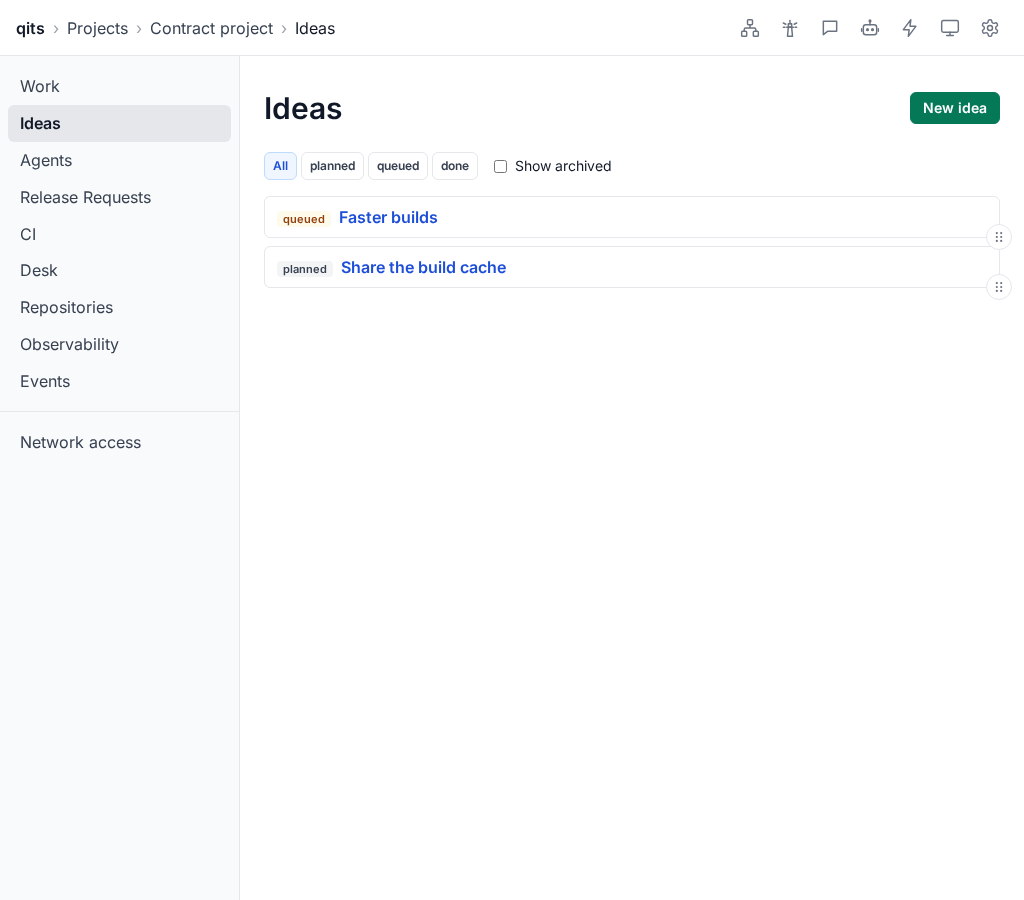 qits › Projects › Contract project › Ideas
Work
Ideas
Agents
Release Requests
CI
Desk
Repositories
Observability
Events
Network access
Ideas
New idea
All planned queued done Show archived
queued Faster builds
planned Share the build cache